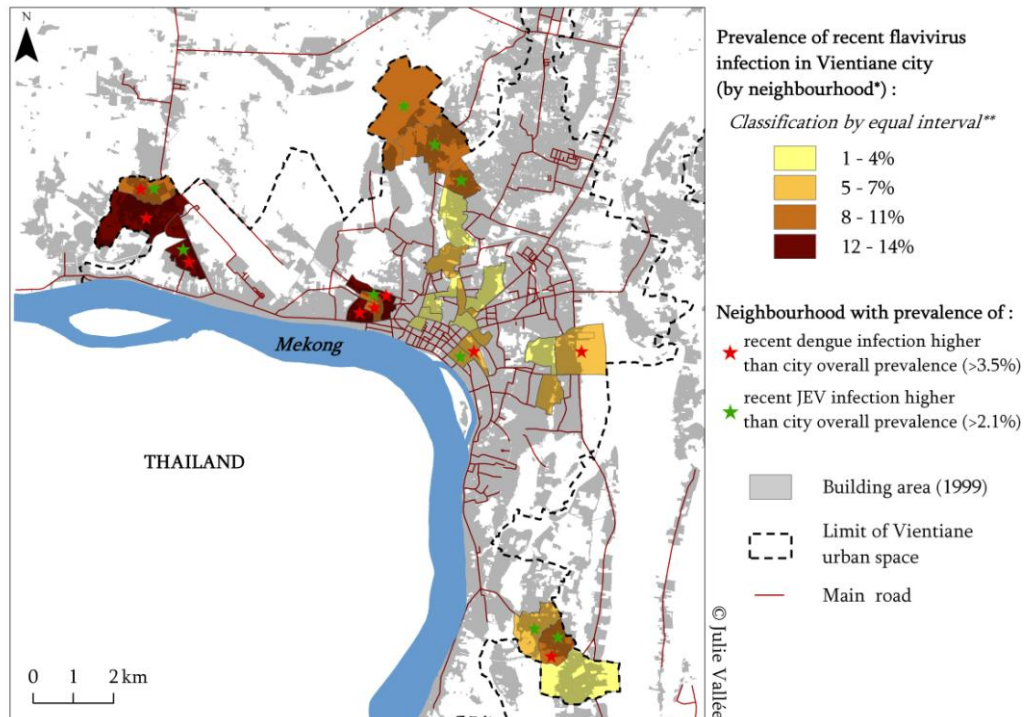 N
Mekong
THAILAND
0 1 2 km
Prevalence of recent flavivirus
infection in Vientiane city
(by neighbourhood*) :
Classification by equal interval**
1 - 4%
5 - 7%
8 - 11%
12 - 14%
Neighbourhood with prevalence of :
recent dengue infection higher
than city overall prevalence (>3.5%)
recent JEV infection higher
than city overall prevalence (>2.1%)
Building area (1999)
Limit of Vientiane
urban space
Main road
© Julie Vallée